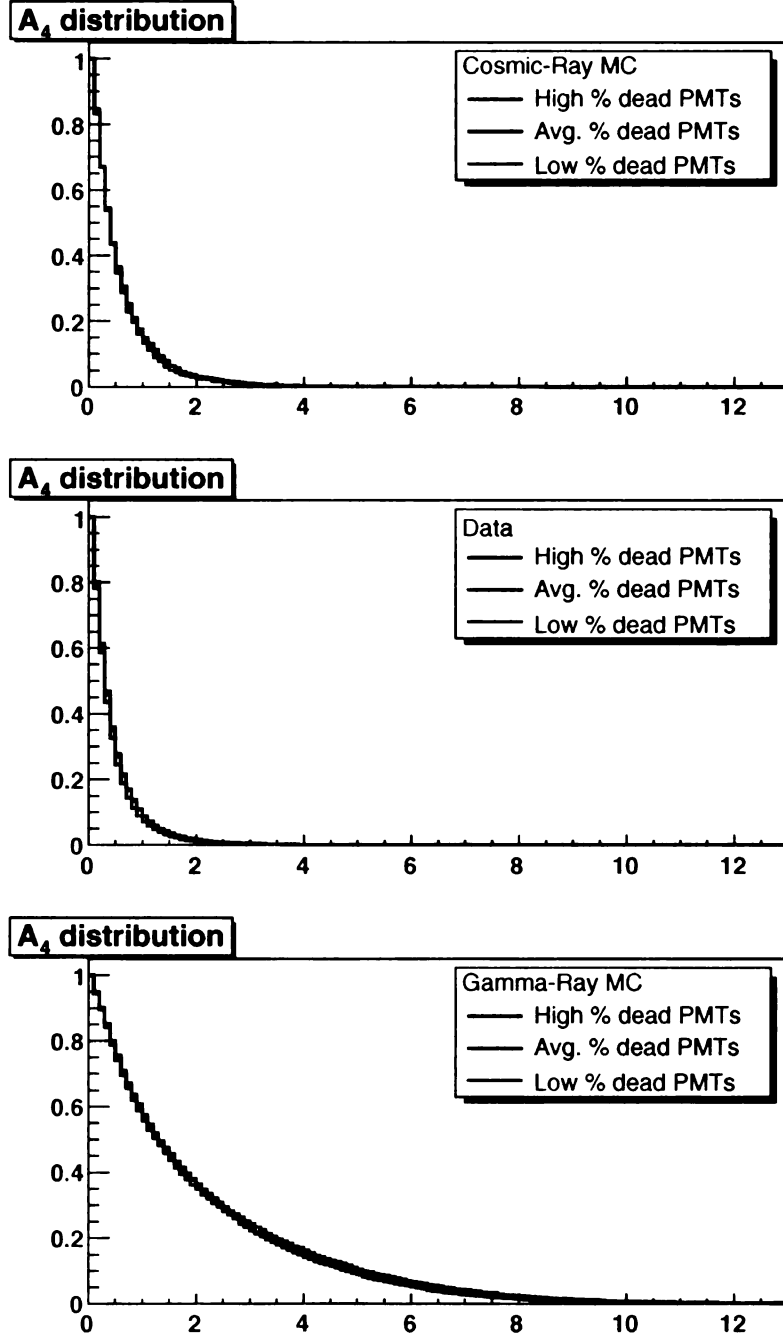 A4 distribution
Cosmic-Ray MC
High % dead PMTs
Avg. % dead PMTs
Low % dead PMTs
1
0.8
0.6
0.4
0.2
0
0 2 4 6 8 10 12
A4 distribution
Data
High % dead PMTs
Avg. % dead PMTs
Low % dead PMTs
1
0.8
0.6
0.4
0.2
0
0 2 4 6 8 10 12
A4 distribution
Gamma-Ray MC
High % dead PMTs
Avg. % dead PMTs
Low % dead PMTs
1
0.8
0.6
0.4
0.2
0
0 2 4 6 8 10 12